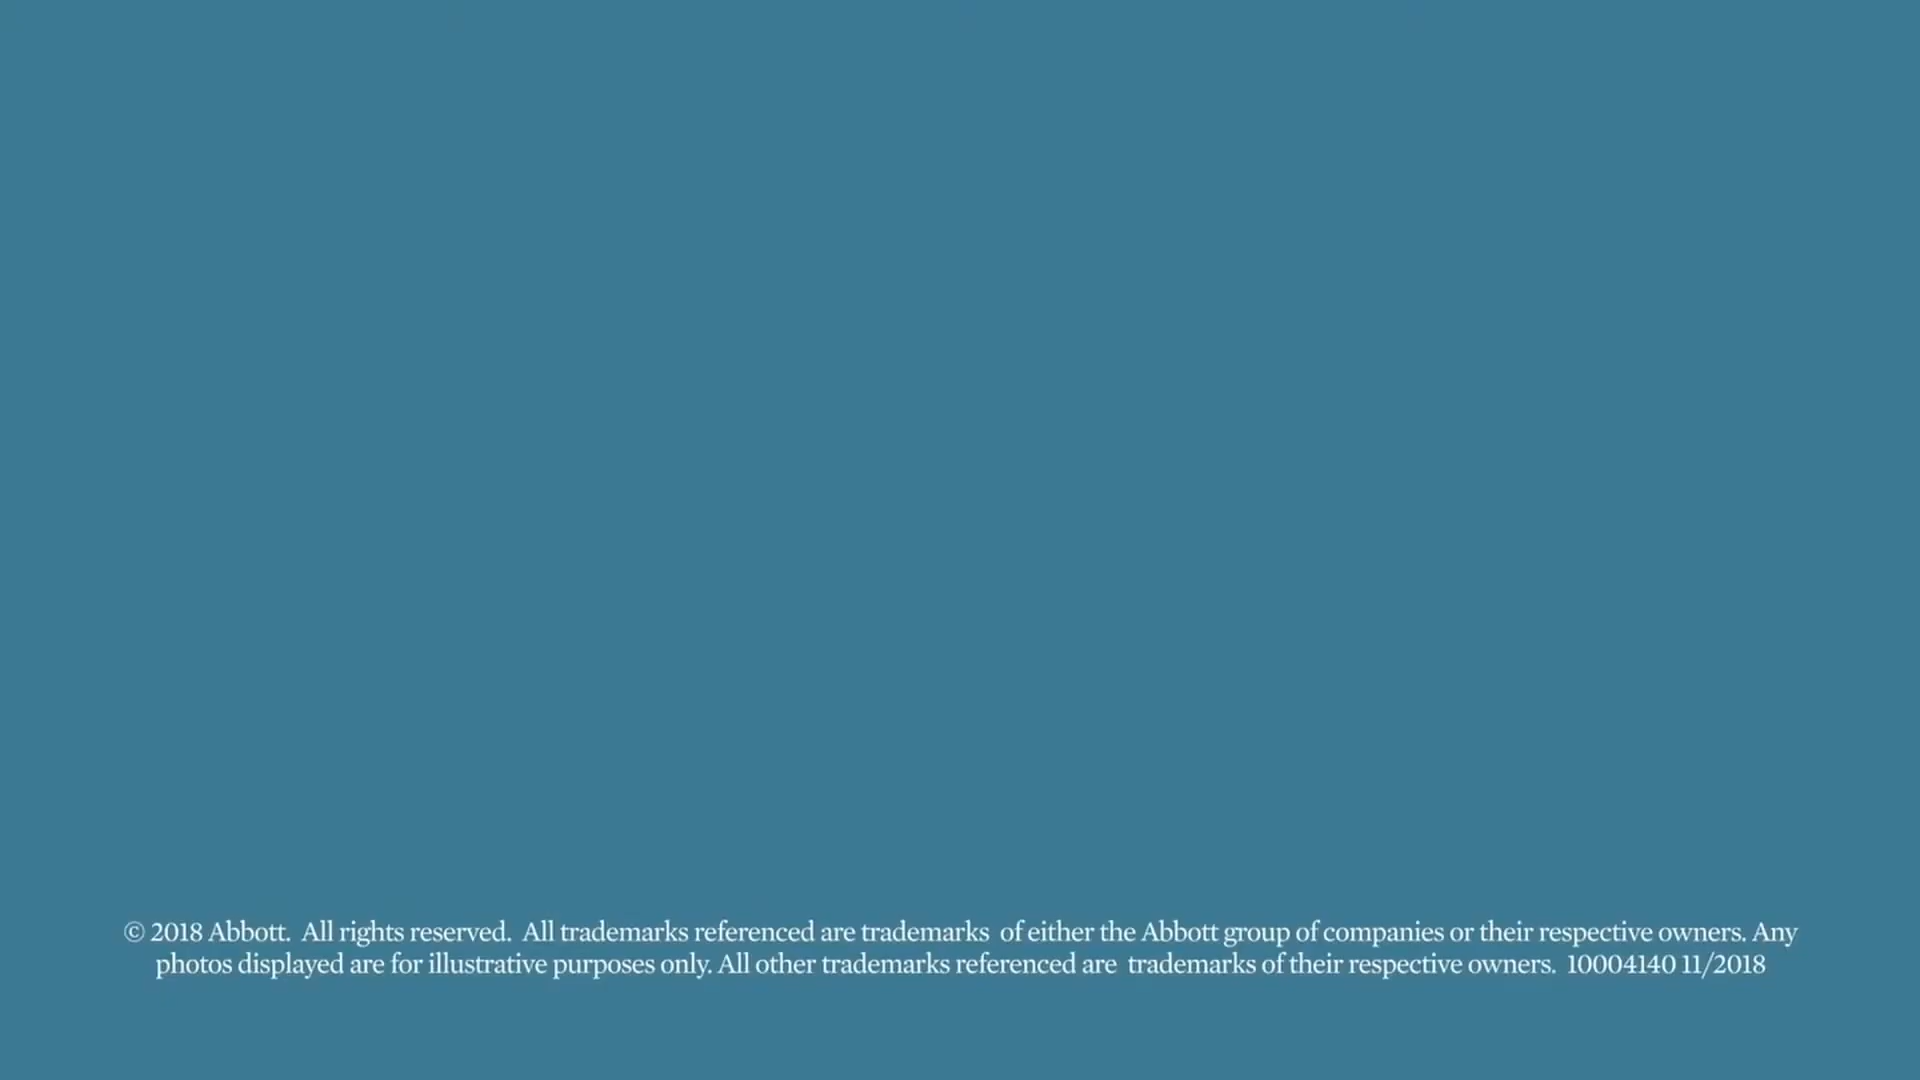 © 2018 Abbott.  All rights reserved.  All trademarks referenced are trademarks  of either the Abbott group of companies or their respective owners. Any
photos displayed are for illustrative purposes only. All other trademarks referenced are  trademarks of their respective owners.  10004140 11/2018